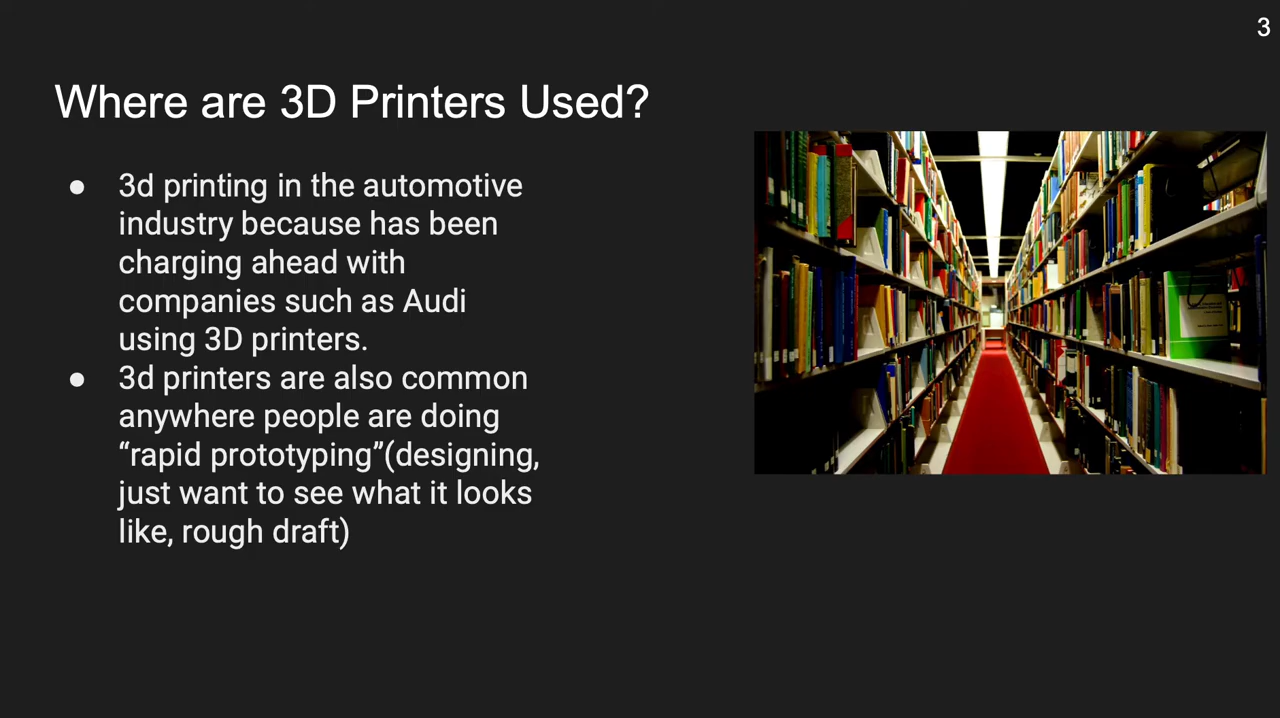 3
Where are 3D Printers Used?
● 3d printing in the automotive
industry because has been
charging ahead with
companies such as Audi
using 3D printers.
● 3d printers are also common
anywhere people are doing
“rapid prototyping”(designing,
just want to see what it looks
like, rough draft)